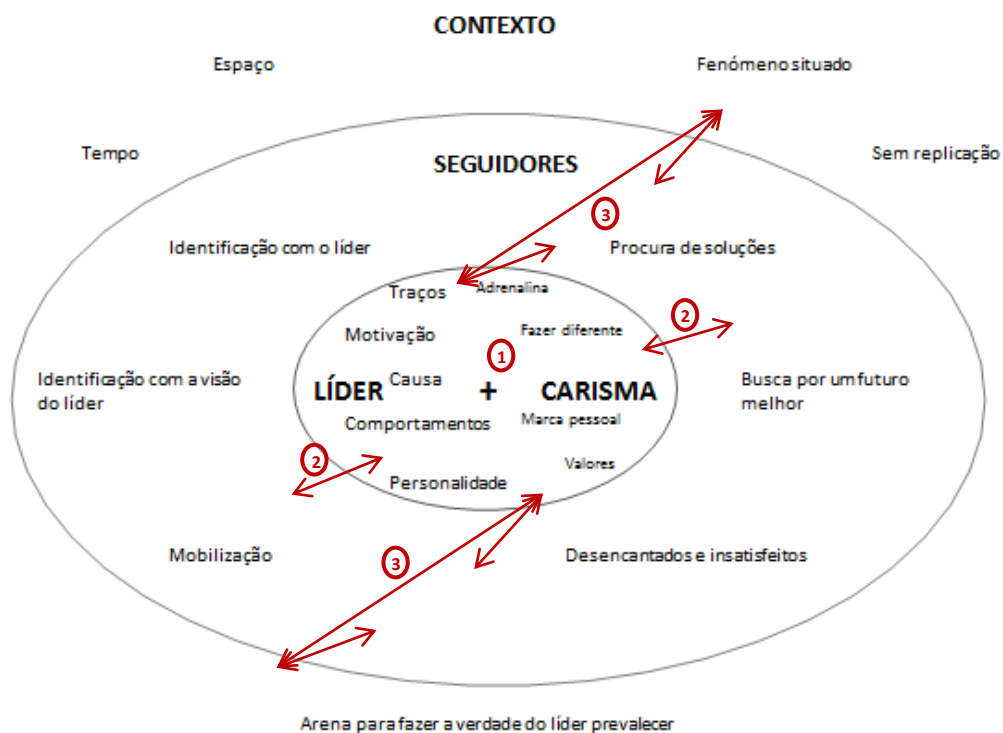 CONTEXTO
Espaço
Fenómeno situado
Tempo
Sem replicação
SEGUIDORES
3
Identificação com o líder
Procura de soluções
Traços
Adrenalina
2
Motivação
Fazer diferente
1
Identificação com a visão
do líder
LÍDER
Causa
+
CARISMA
Busca por um futuro
melhor
Comportamentos
Marca pessoal
2
Valores
Personalidade
Mobilização
3
Desencantados e insatisfeitos
Arena para fazer a verdade do líder prevalecer